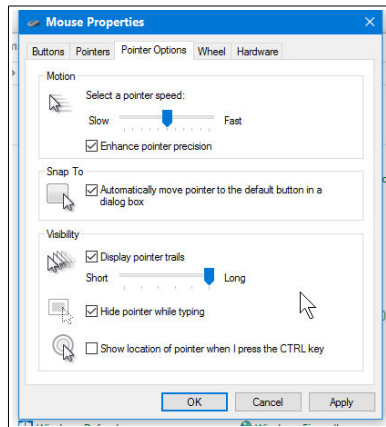 Mouse Properties
Buttons Pointers Pointer Options Wheel Hardware
Motion
Select a pointer speed:
Slow Fast
Enhance pointer precision
Snap To
Automatically move pointer to the default button in a
dialog box
Visibility
Display pointer trails
Short Long
Hide pointer while typing
Show location of pointer when I press the CTRL key
OK Cancel Apply